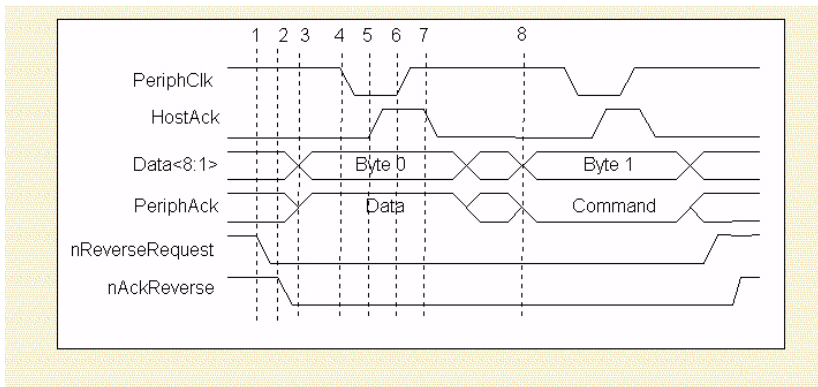 1 2 3 4 5 6 7 8
PeriphClk
HostAck
Data<8:1> Byte 0 Byte 1
PeriphAck Data Command
nReverseRequest
nAckReverse